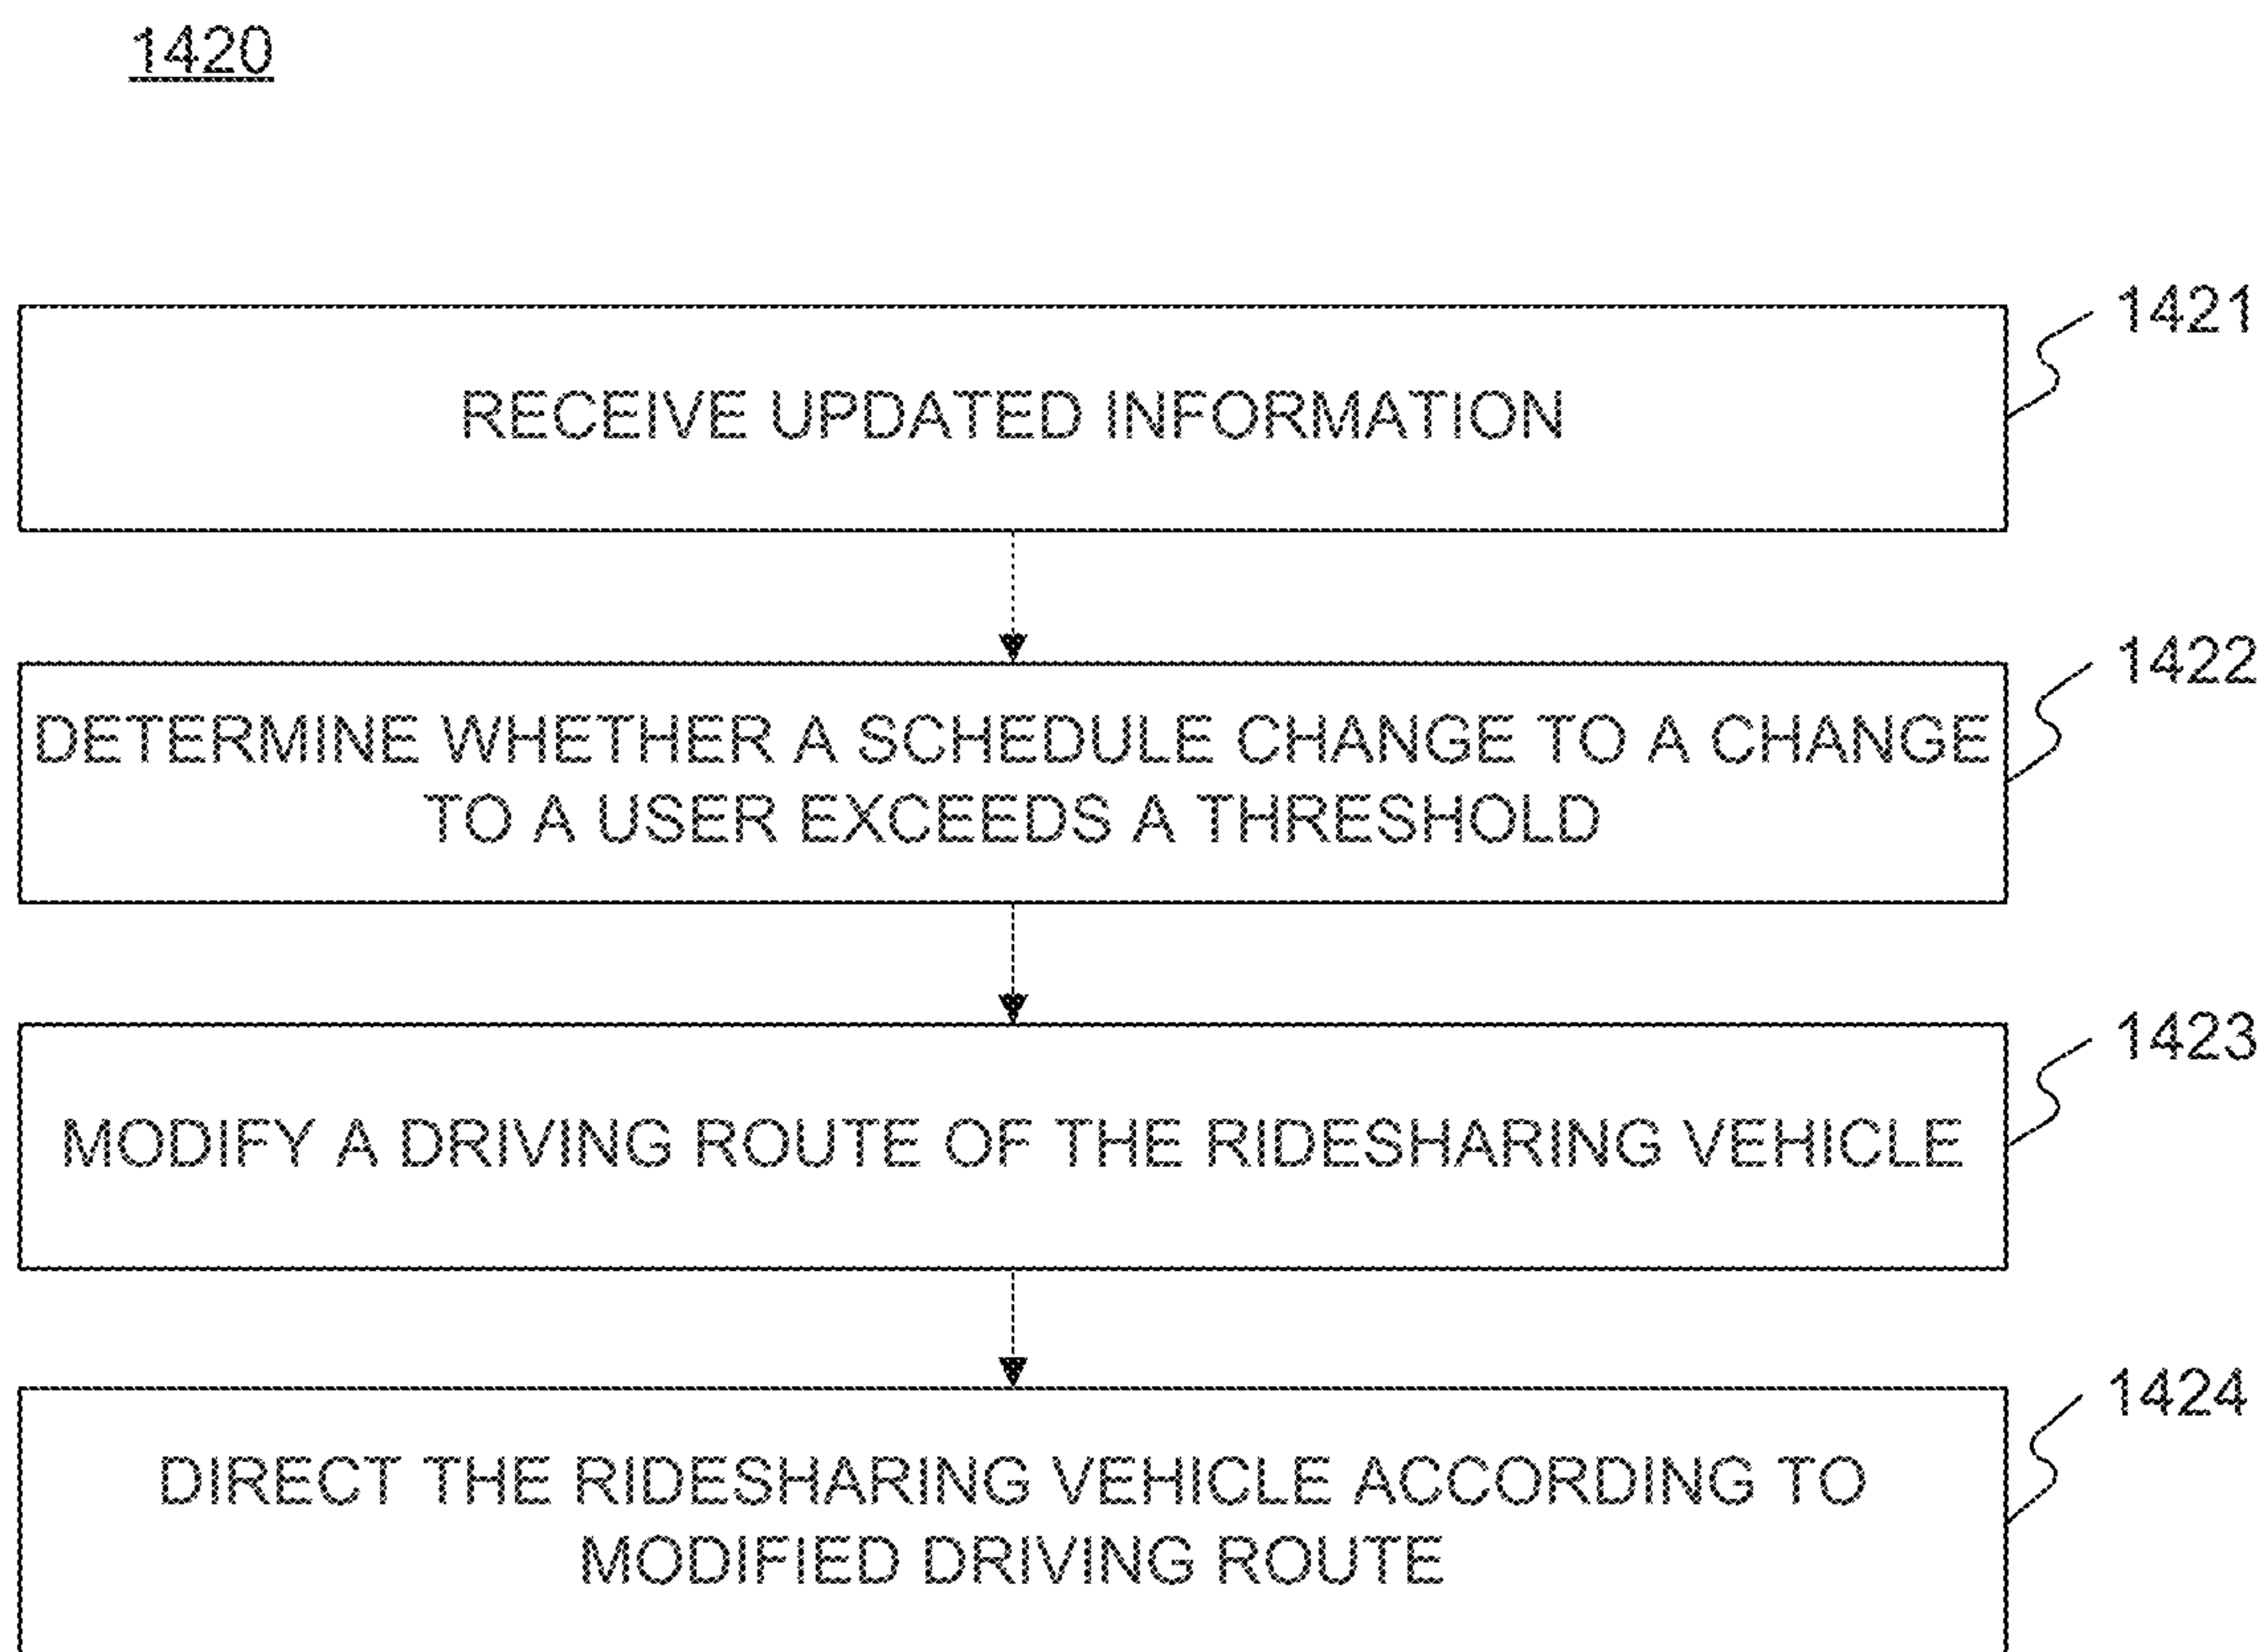 1420
1421
RECEIVE UPDATED INFORMATION
1422
DETERMINE WHETHER A SCHEDULE CHANGE TO A CHANGE
TO A USER EXCEEDS A THRESHOLD
1423
MODIFY A DRIVING ROUTE OF THE RIDESHARING VEHICLE
1424
DIRECT THE RIDESHARING VEHICLE ACCORDING TO
MODIFIED DRIVING ROUTE